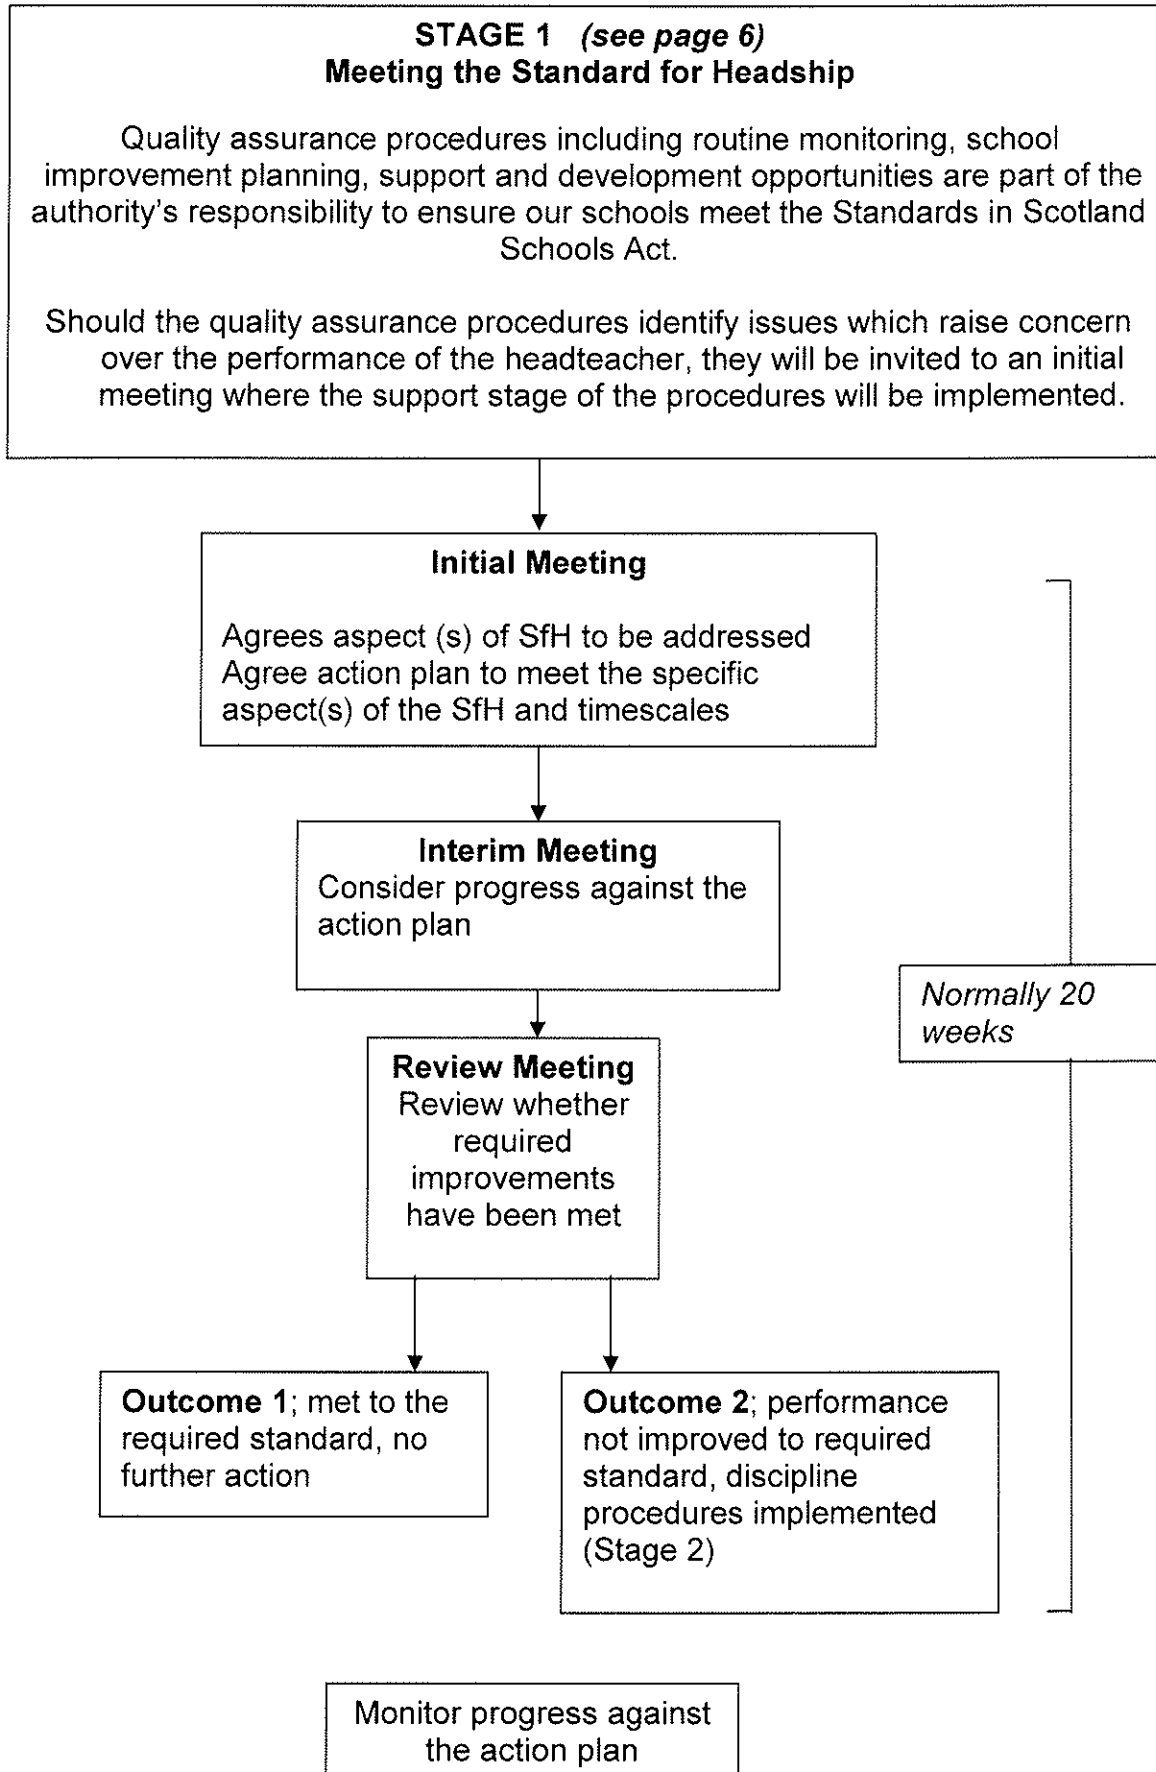 STAGE 1 (see page 6)
Meeting the Standard for Headship
Quality assurance procedures including routine monitoring, school
improvement planning, support and development opportunities are part of the
authority's responsibility to ensure our schools meet the Standards in Scotland
Schools Act.
Should the quality assurance procedures identify issues which raise concern
over the performance of the headteacher, they will be invited to an initial
meeting where the support stage of the procedures will be implemented.
Initial Meeting
Agrees aspect (s) of SfH to be addressed
Agree action plan to meet the specific
aspect(s) of the SfH and timescales
Interim Meeting
Consider progress against the
action plan
Normally 20
weeks
Review Meeting
Review whether
required
improvements
have been met
Outcome 1; met to the
required standard, no
further action
Outcome 2; performance
not improved to required
standard, discipline
procedures implemented
(Stage 2)
Monitor progress against
the action plan